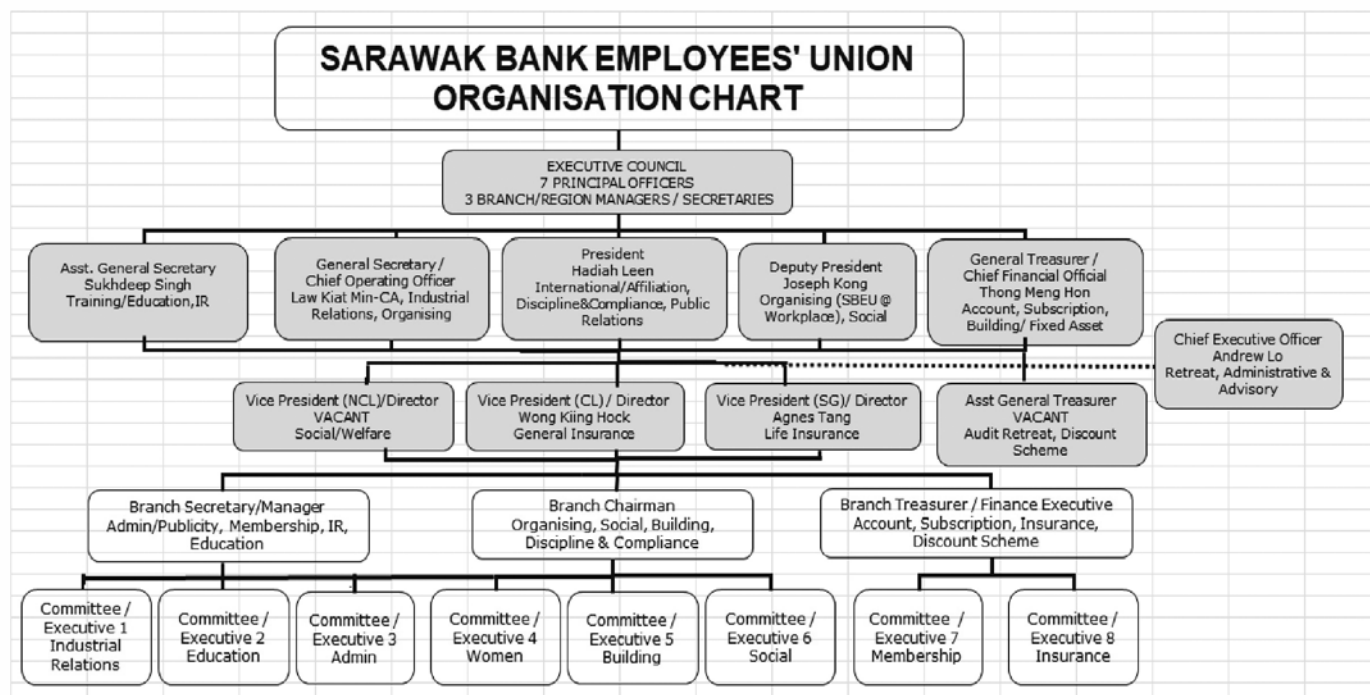 SARAWAK BANK EMPLOYEES' UNION
ORGANISATION CHART
EXECUTIVE COUNCIL
7 PRINCIPAL OFFICERS
3 BRANCH/REGION MANAGERS / SECRETARIES
Asst. General Secretary
Sukhdeep Singh
Training/Education,IR
General Secretary /
Chief Operating Officer
Law Kiat Min-CA, Industrial
Relations, Organising
President
Hadiah Leen
International/Affiliation,
Discipline&Compliance, Public
Relations
Deputy President
Joseph Kong
Organising (SBEU @
Workplace), Social
General Treasurer /
Chief Financial Official
Thong Meng Hon
Account, Subscription,
Building/ Fixed Asset
Chief Executive Officer
Andrew Lo
Retreat, Administrative &
Advisory
Vice President (NCL)/Director
VACANT
Social/Welfare
Vice President (CL) / Director
Wong Kiing Hock
General Insurance
Vice President (SG) / Director
Agnes Tang
Life Insurance
Asst General Treasurer
VACANT
Audit Retreat, Discount
Scheme
Branch Secretary/Manager
Admin/Publicity, Membership, IR,
Education
Branch Chairman
Organising, Social, Building,
Discipline & Compliance
Branch Treasurer / Finance Executive
Account, Subscription, Insurance,
Discount Scheme
Committee /
Executive 1
Industrial
Relations
Committee /
Executive 2
Education
Committee /
Executive 3
Admin
Committee /
Executive 4
Women
Committee /
Executive 5
Building
Committee /
Executive 6
Social
Committee /
Executive 7
Membership
Committee /
Executive 8
Insurance